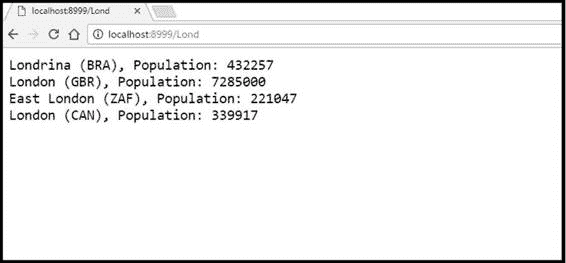 localhost:8999/Lond
localhost:8999/Lond
Londrina (BRA), Population: 432257
London (GBR), Population: 7285000
East London (ZAF), Population: 221047
London (CAN), Population: 339917